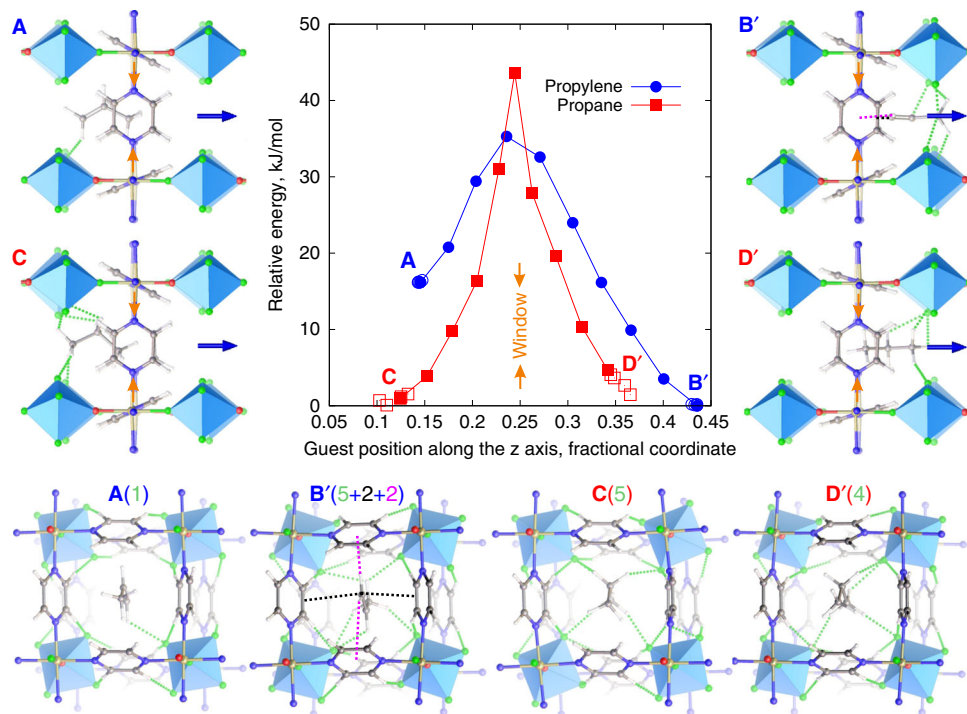 A
B′
C
D′
Relative energy, kJ/mol
50
40
30
20
10
0
Propylene
Propane
A
C
Window
D′
B′
0.05 0.1 0.15 0.2 0.25 0.3 0.35 0.4 0.45
Guest position along the z axis, fractional coordinate
A(1)
B′(5+2+2)
C(5)
D′(4)